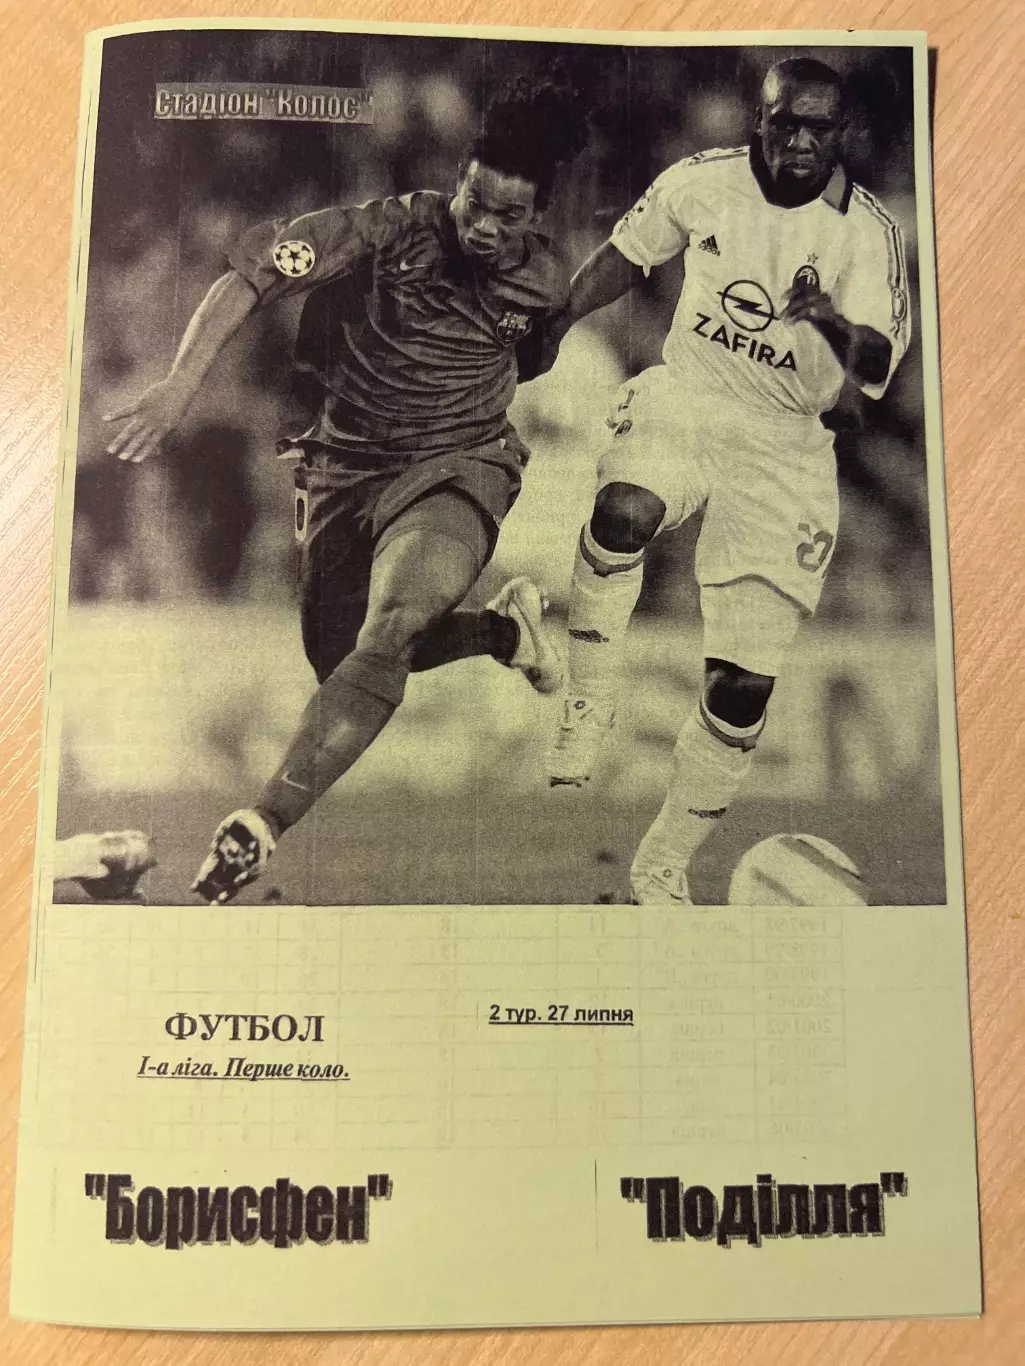 Стадіон "Колос"
ZAFIRA
ФУТБОЛ
І-а ліга. Перше коло.
2 тур. 27 липня
"Борисфен"
"Поділля"